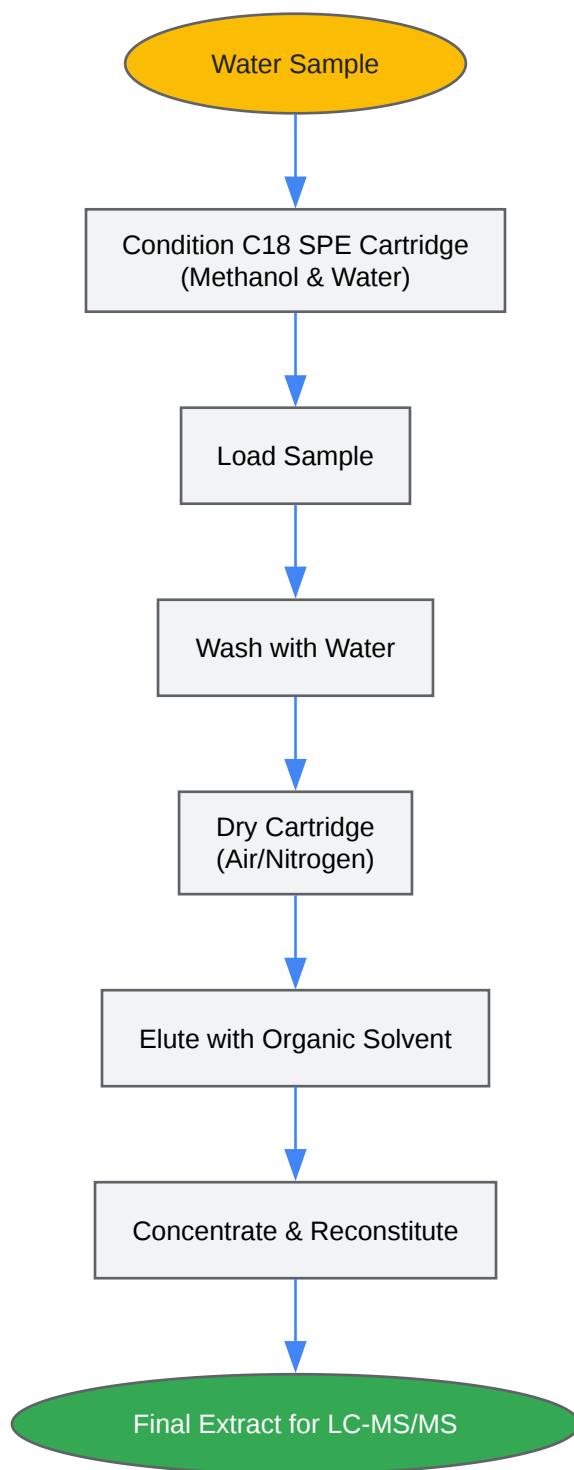 Water Sample
Condition C18 SPE Cartridge
(Methanol & Water)
Load Sample
Wash with Water
Dry Cartridge
(Air/Nitrogen)
Elute with Organic Solvent
Concentrate & Reconstitute
Final Extract for LC-MS/MS